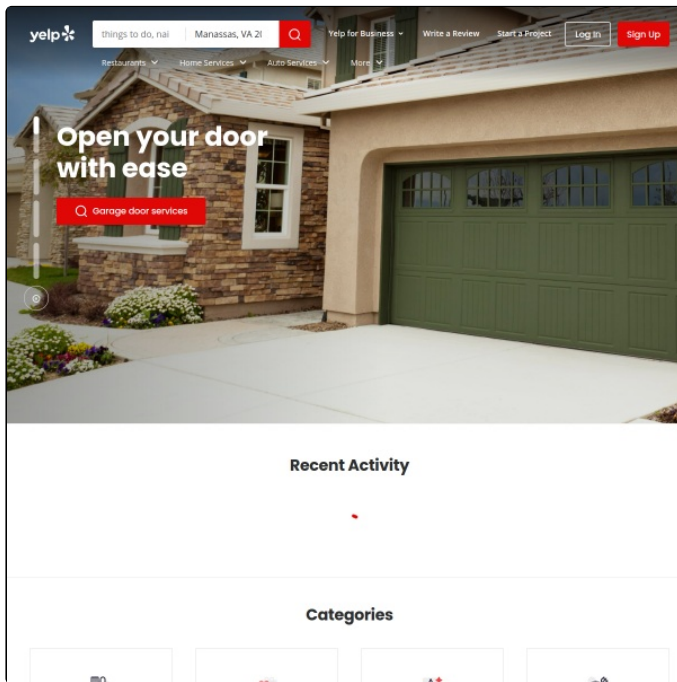 yelp
things to do, nai
Manassas, VA 20
Yelp for Business
Write a Review
Start a Project
Log In
Sign Up
Restaurants
Home Services
Auto Services
More
Open your door
with ease
Garage door services
Recent Activity
Categories